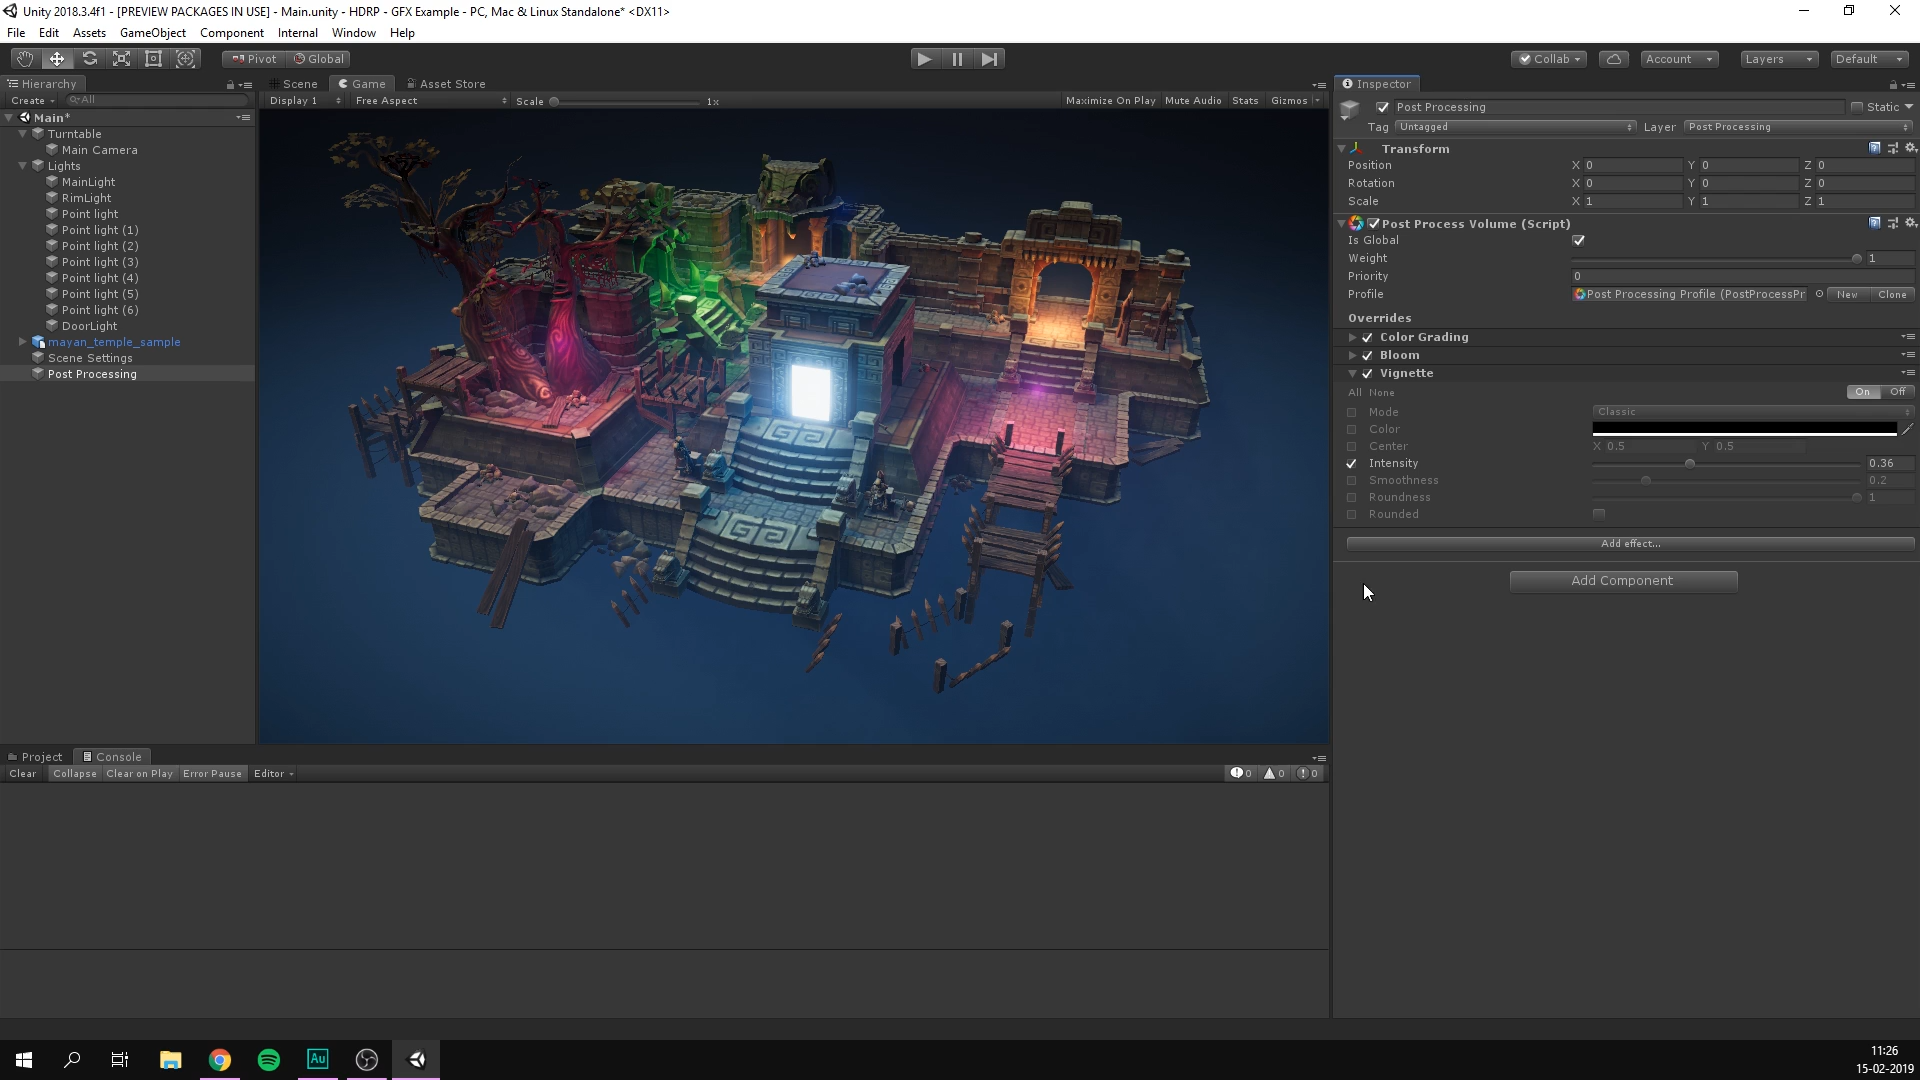 Unity 2018.3.4f1 - [PREVIEW PACKAGES IN USE] - Main.unity - HDRP - GFX Example - PC, Mac & Linux Standalone* <DX11>
File Edit Assets GameObject Component Internal Window Help
Pivot Global Collab Account Layers Default
Hierarchy Scene Game Asset Store Inspector
Create All Display 1 Free Aspect Scale 1x Maximize On Play Mute Audio Stats Gizmos
Post Processing Static
Tag Untagged Layer Post Processing
Main*
Turntable
Main Camera
Lights
MainLight
RimLight
Point light
Point light (1)
Point light (2)
Point light (3)
Point light (4)
Point light (5)
Point light (6)
DoorLight
mayan_temple_sample
Scene Settings
Post Processing
Transform
Position X 0 Y 0 Z 0
Rotation X 0 Y 0 Z 0
Scale X 1 Y 1 Z 1
Post Process Volume (Script)
Is Global
Weight 1
Priority 0
Profile Post Processing Profile (PostProcessPr New Clone
Overrides
Color Grading
Bloom
Vignette
All None On Off
Mode Classic
Color
Center X 0.5 Y 0.5
Intensity 0.36
Smoothness 0.2
Roundness 1
Rounded
Add effect...
Add Component
Project Console
Clear Collapse Clear on Play Error Pause Editor 0 0 0
Au
11:26
15-02-2019